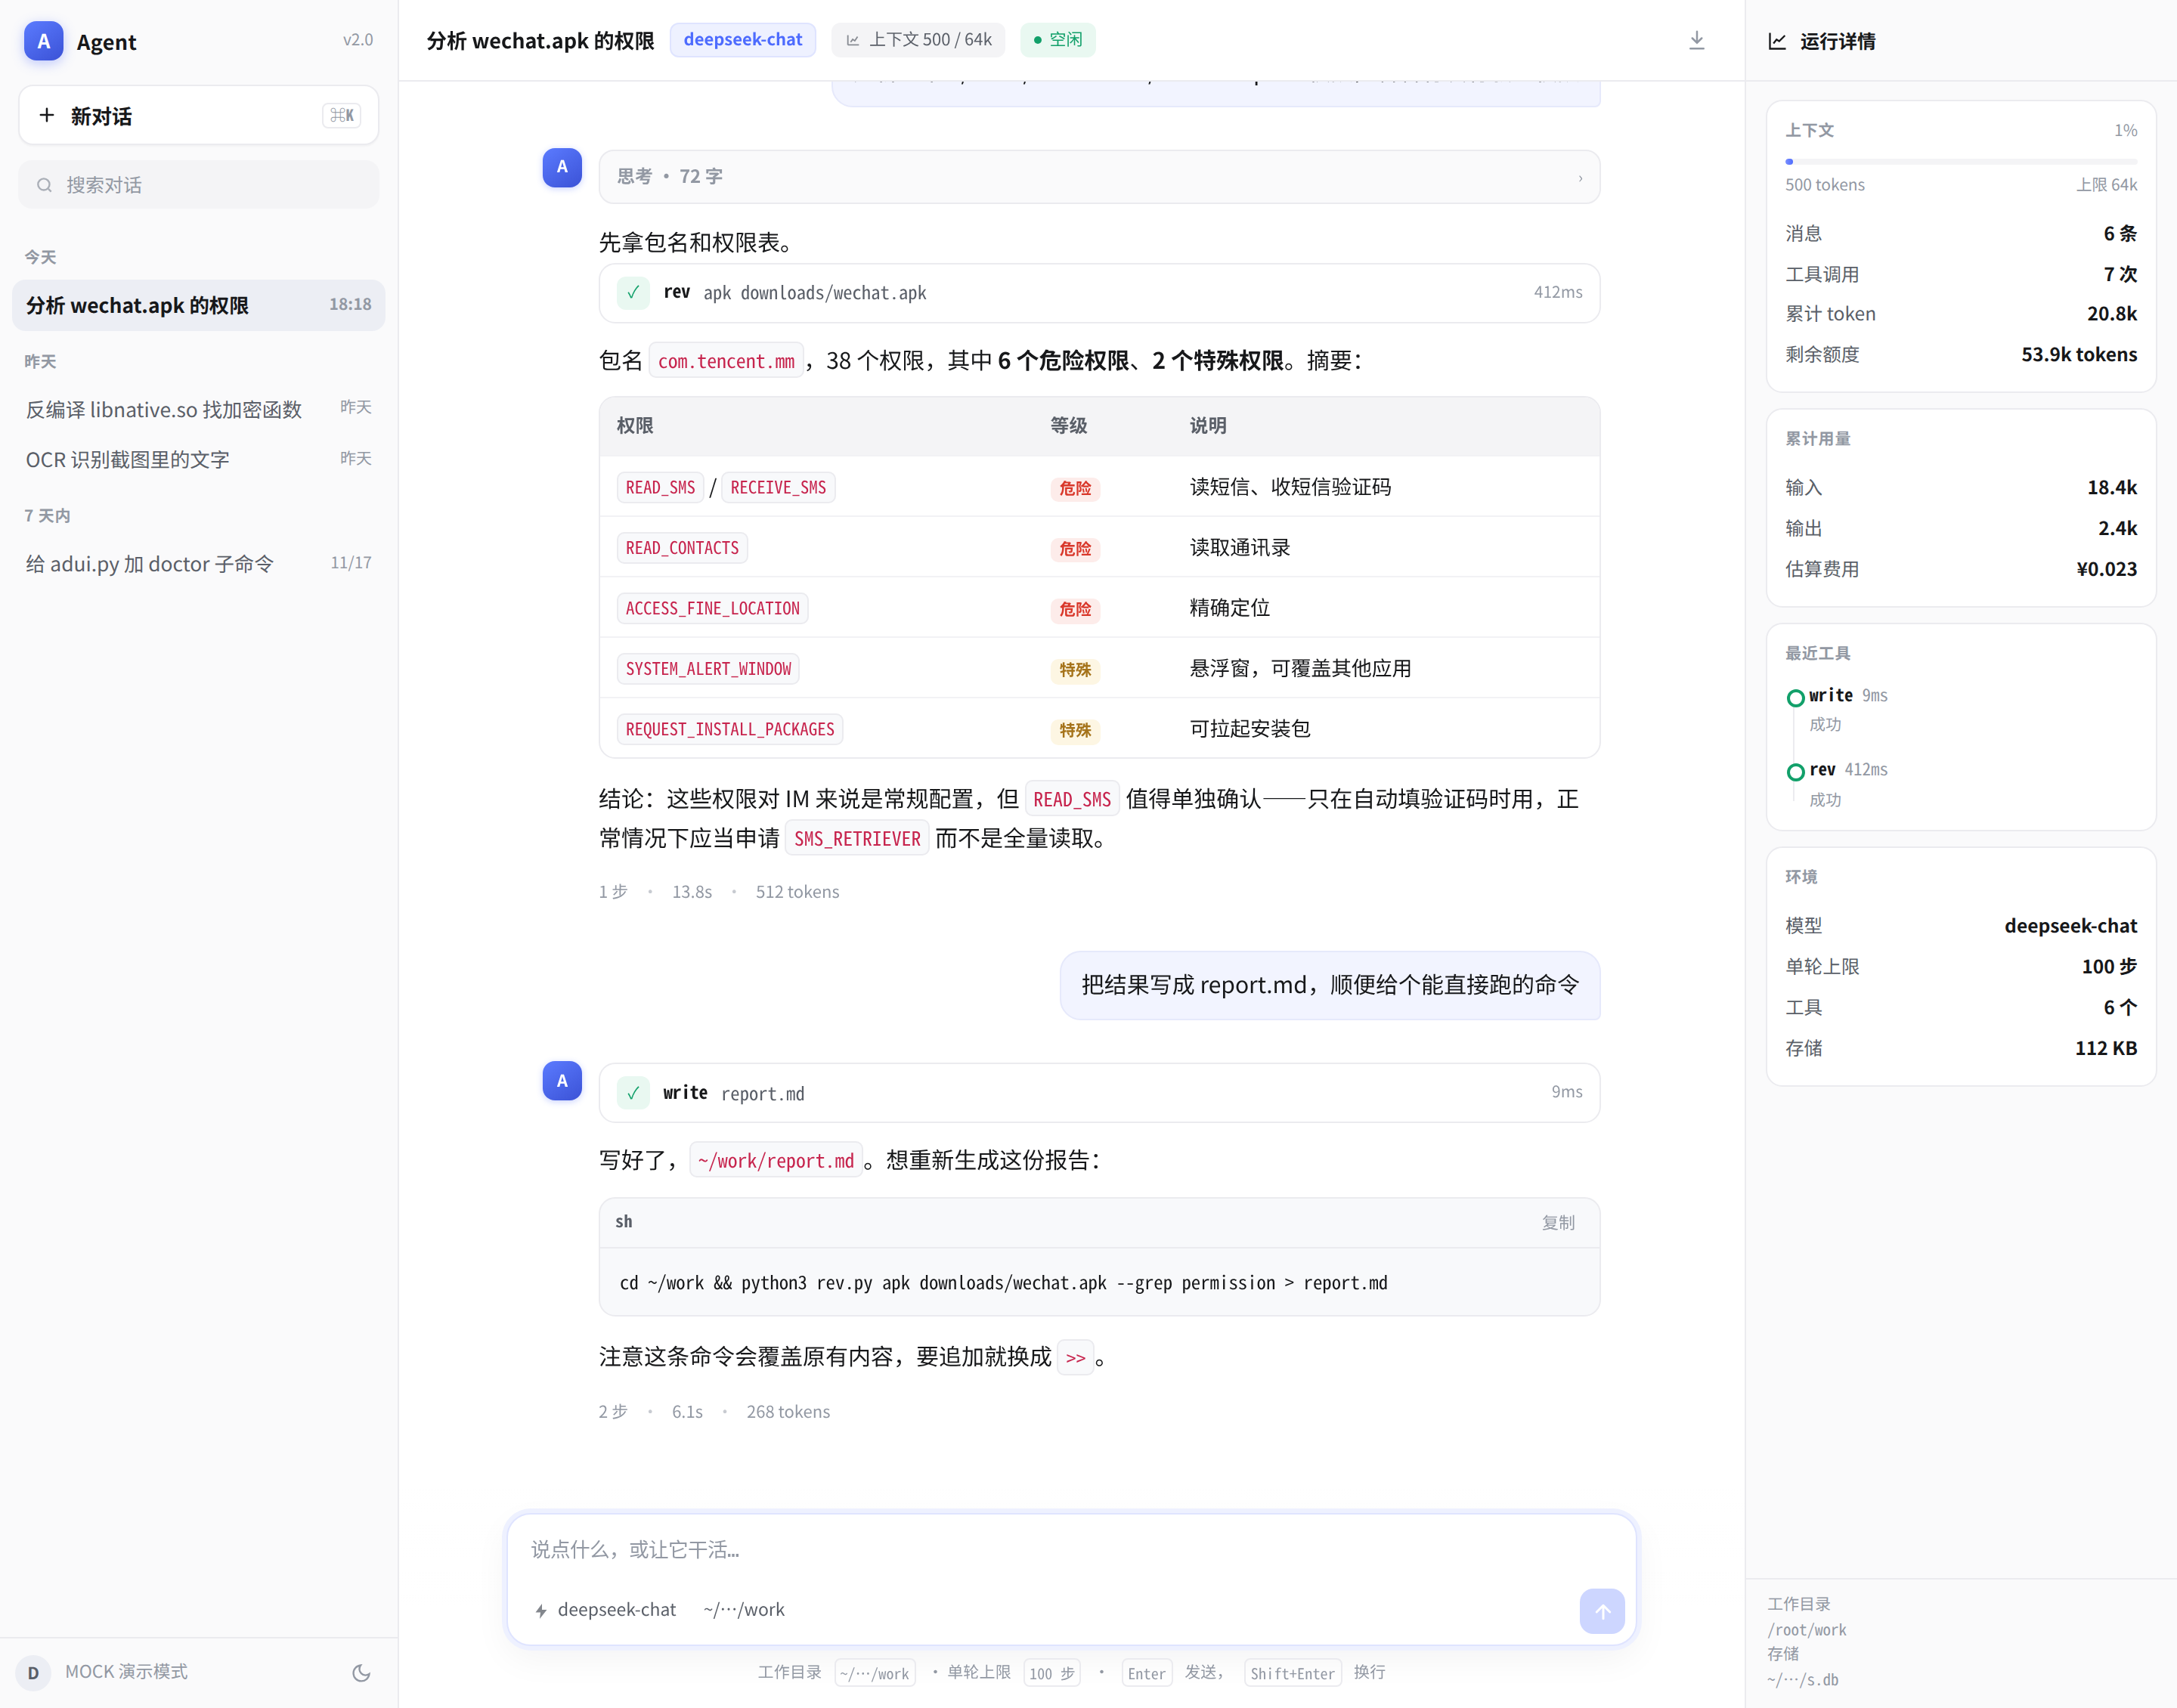 A Agent v2.0
+ 新对话 ⌘K
搜索对话
今天
分析 wechat.apk 的权限 18:18
昨天
反编译 libnative.so 找加密函数 昨天
OCR 识别截图里的文字 昨天
7 天内
给 adui.py 加 doctor 子命令 11/17
D MOCK 演示模式
分析 wechat.apk 的权限 deepseek-chat 上下文 500 / 64k 空闲
A 思考 • 72 字 ›
先拿包名和权限表。
✓ rev apk downloads/wechat.apk 412ms
包名 com.tencent.mm，38 个权限，其中 6 个危险权限、2 个特殊权限。摘要：
权限 等级 说明
READ_SMS / RECEIVE_SMS 危险 读短信、收短信验证码
READ_CONTACTS 危险 读取通讯录
ACCESS_FINE_LOCATION 危险 精确定位
SYSTEM_ALERT_WINDOW 特殊 悬浮窗，可覆盖其他应用
REQUEST_INSTALL_PACKAGES 特殊 可拉起安装包
结论：这些权限对 IM 来说是常规配置，但 READ_SMS 值得单独确认——只在自动填验证码时用，正
常情况下应当申请 SMS_RETRIEVER 而不是全量读取。
1 步 • 13.8s • 512 tokens
把结果写成 report.md，顺便给个能直接跑的命令
A ✓ write report.md 9ms
写好了，~/work/report.md。想重新生成这份报告：
sh 复制
cd ~/work && python3 rev.py apk downloads/wechat.apk --grep permission > report.md
注意这条命令会覆盖原有内容，要追加就换成 >>。
2 步 • 6.1s • 268 tokens
说点什么，或让它干活…
deepseek-chat ~/···/work
工作目录 ~/···/work • 单轮上限 100 步 • Enter 发送， Shift+Enter 换行
运行详情
上下文 1%
500 tokens 上限 64k
消息 6 条
工具调用 7 次
累计 token 20.8k
剩余额度 53.9k tokens
累计用量
输入 18.4k
输出 2.4k
估算费用 ¥0.023
最近工具
write 9ms
成功
rev 412ms
成功
环境
模型 deepseek-chat
单轮上限 100 步
工具 6 个
存储 112 KB
工作目录
/root/work
存储
~/···/s.db